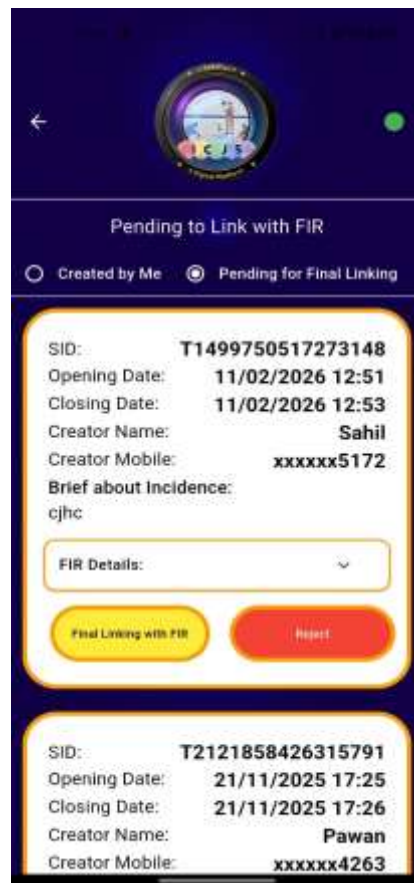 ICJS
Pending to Link with FIR
Created by Me Pending for Final Linking
SID: T1499750517273148
Opening Date: 11/02/2026 12:51
Closing Date: 11/02/2026 12:53
Creator Name: Sahil
Creator Mobile: xxxxxx5172
Brief about Incidence:
cjhc
FIR Details:
Final Linking with FIR Reject
SID: T2121858426315791
Opening Date: 21/11/2025 17:25
Closing Date: 21/11/2025 17:26
Creator Name: Pawan
Creator Mobile: xxxxxx4263